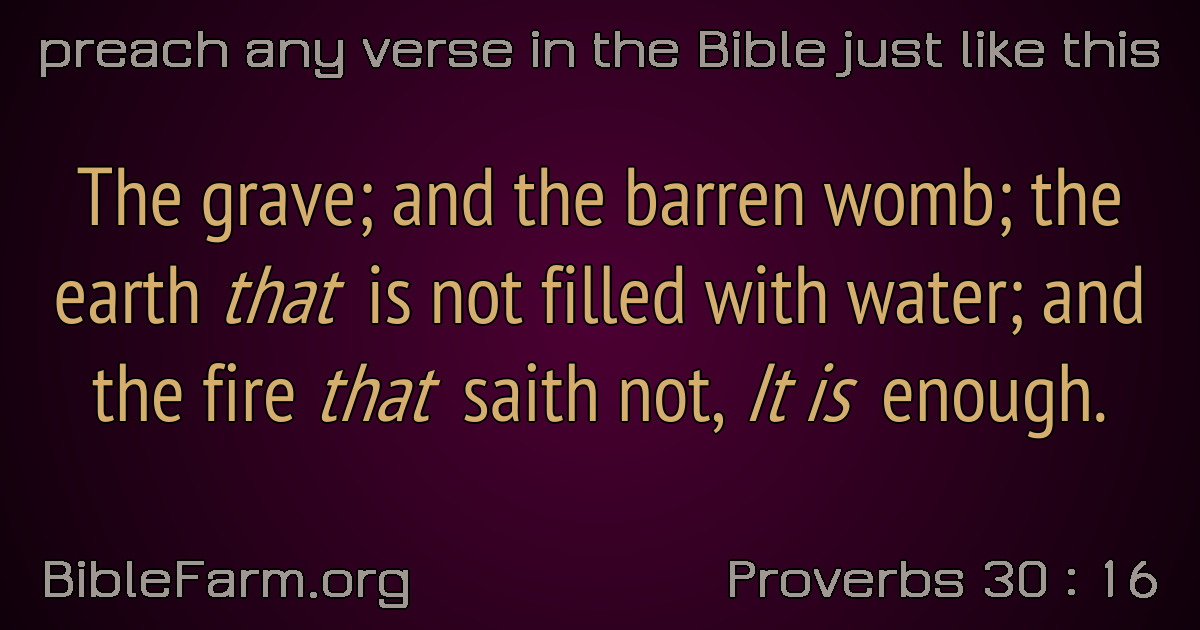 preach any verse in the Bible just like this
The grave; and the barren womb; the
earth that is not filled with water; and
the fire that saith not, It is enough.
BibleFarm.org
Proverbs 30 : 16